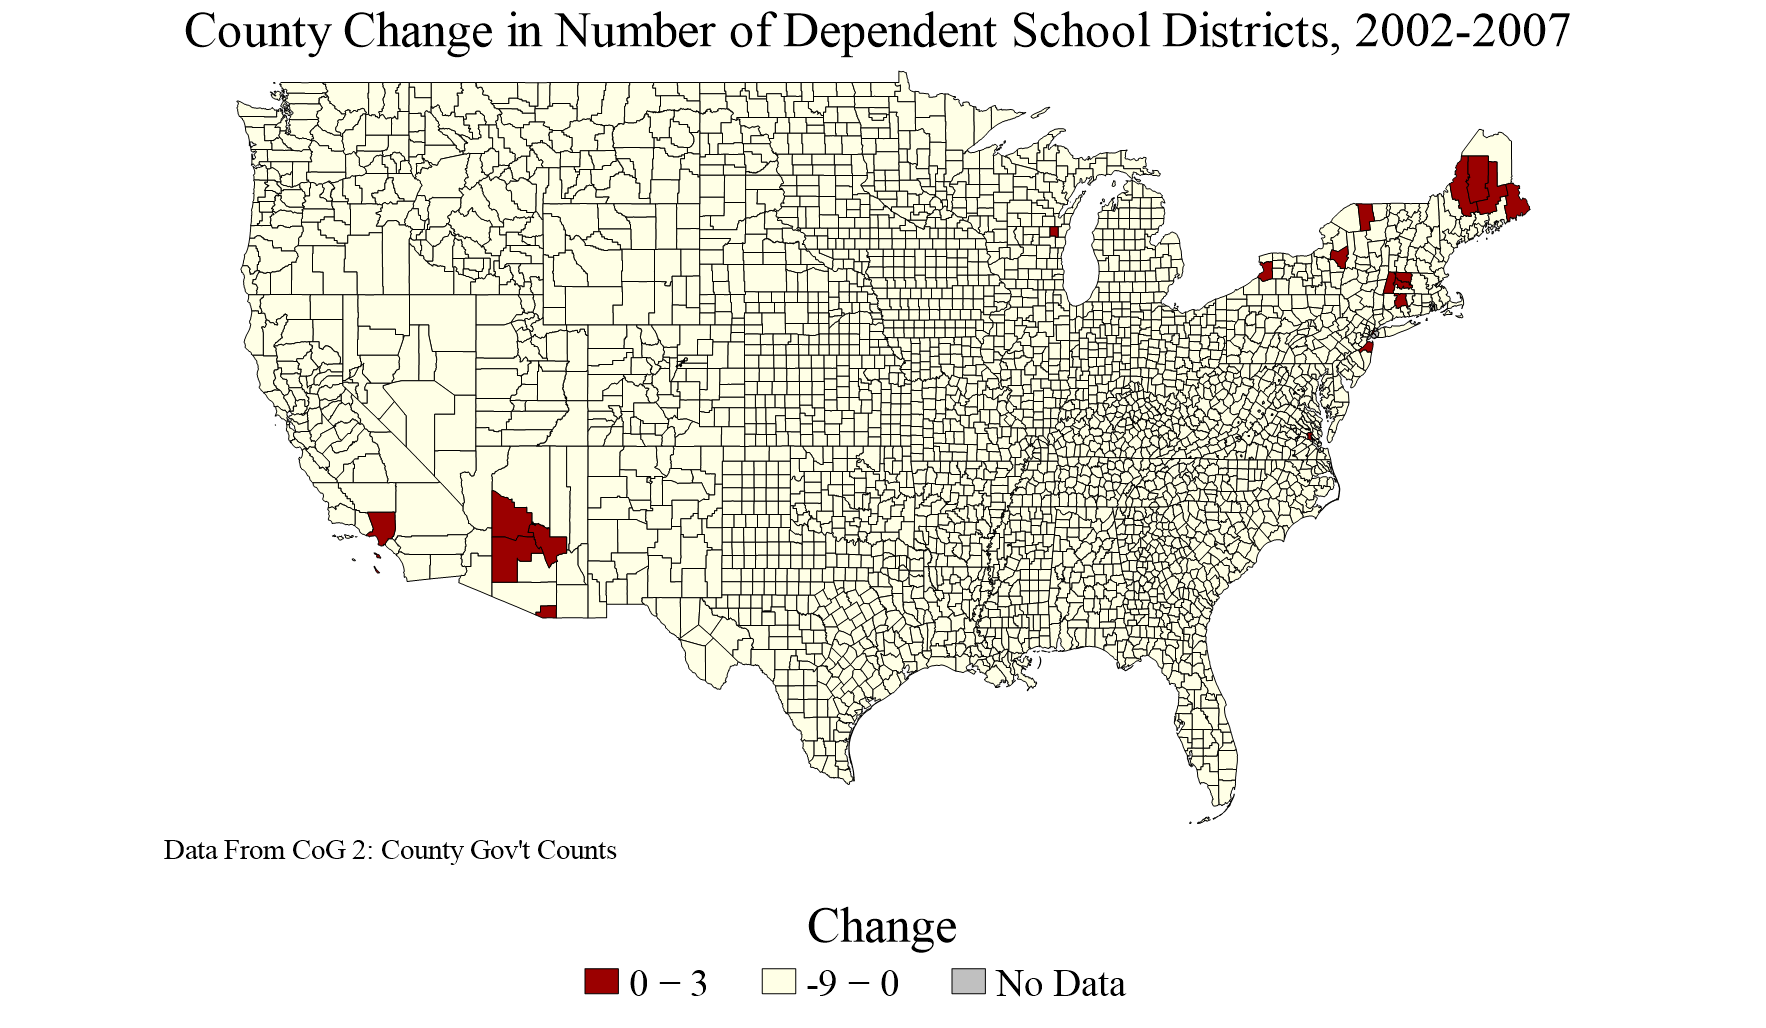 County Change in Number of Dependent School Districts, 2002-2007
Data From CoG 2: County Gov't Counts
Change
0 − 3
-9 − 0
No Data